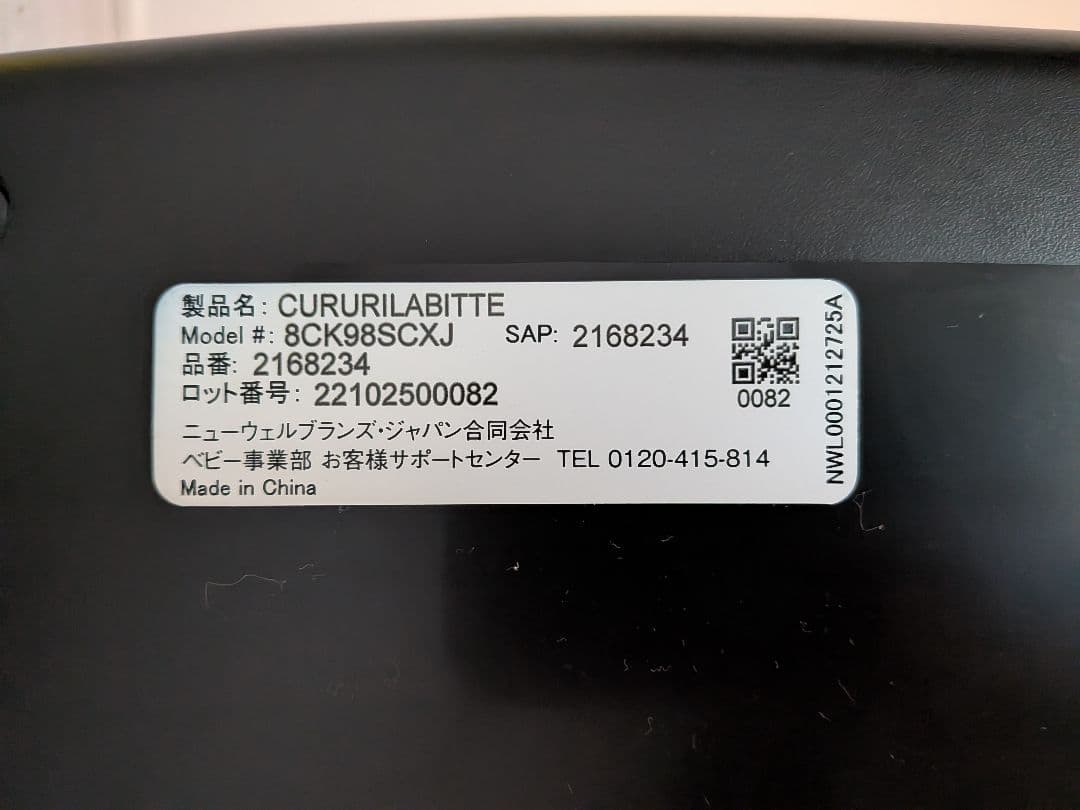 製品名: CURURILABITTE
Model #: 8CK98SCXJ SAP: 2168234
品番: 2168234
ロット番号: 22102500082
0082
ニューウェルブランズ・ジャパン合同会社
ベビー事業部 お客様サポートセンター TEL 0120-415-814
Made in China
NWL0001212725A